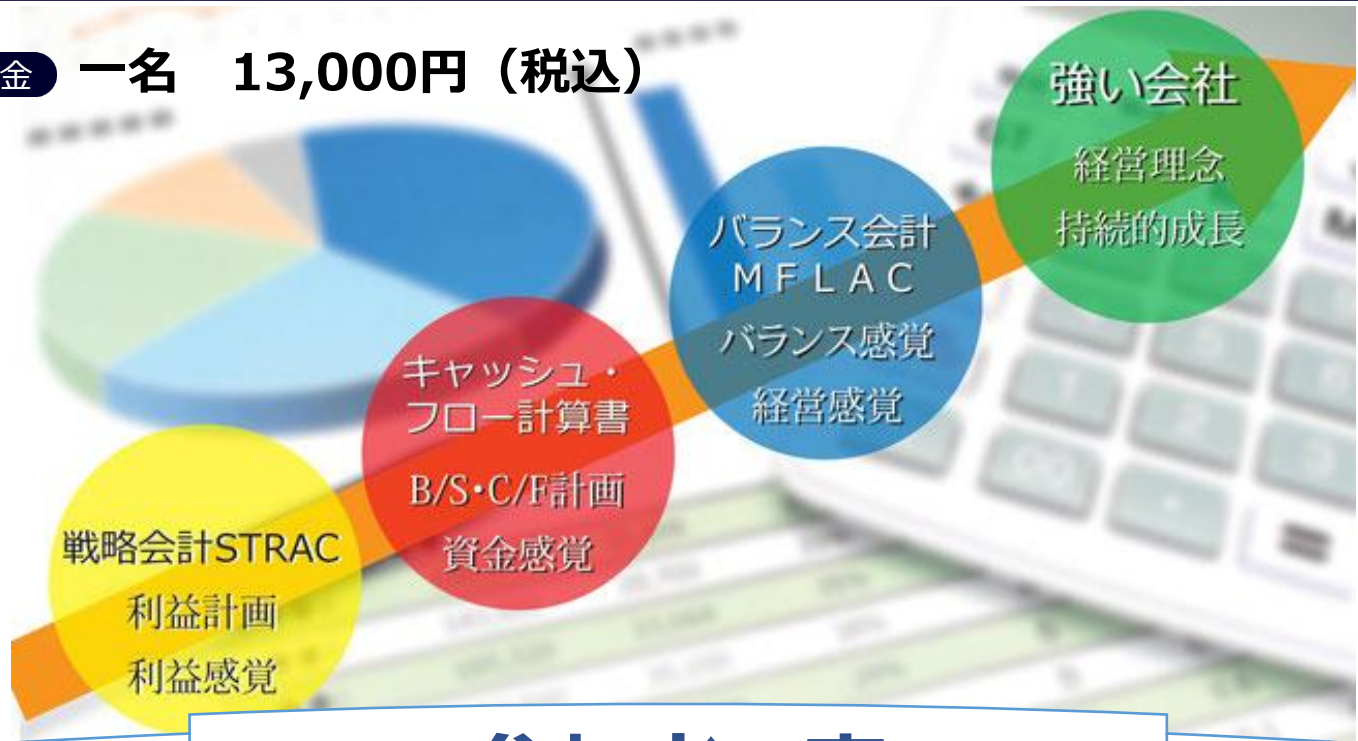 金 一名 13,000円（税込）
強い会社
経営理念
持続的成長
バランス会計
ＭＦＬＡＣ
バランス感覚
経営感覚
キャッシュ・
フロー計算書
B/S・C/F計画
資金感覚
戦略会計STRAC
利益計画
利益感覚